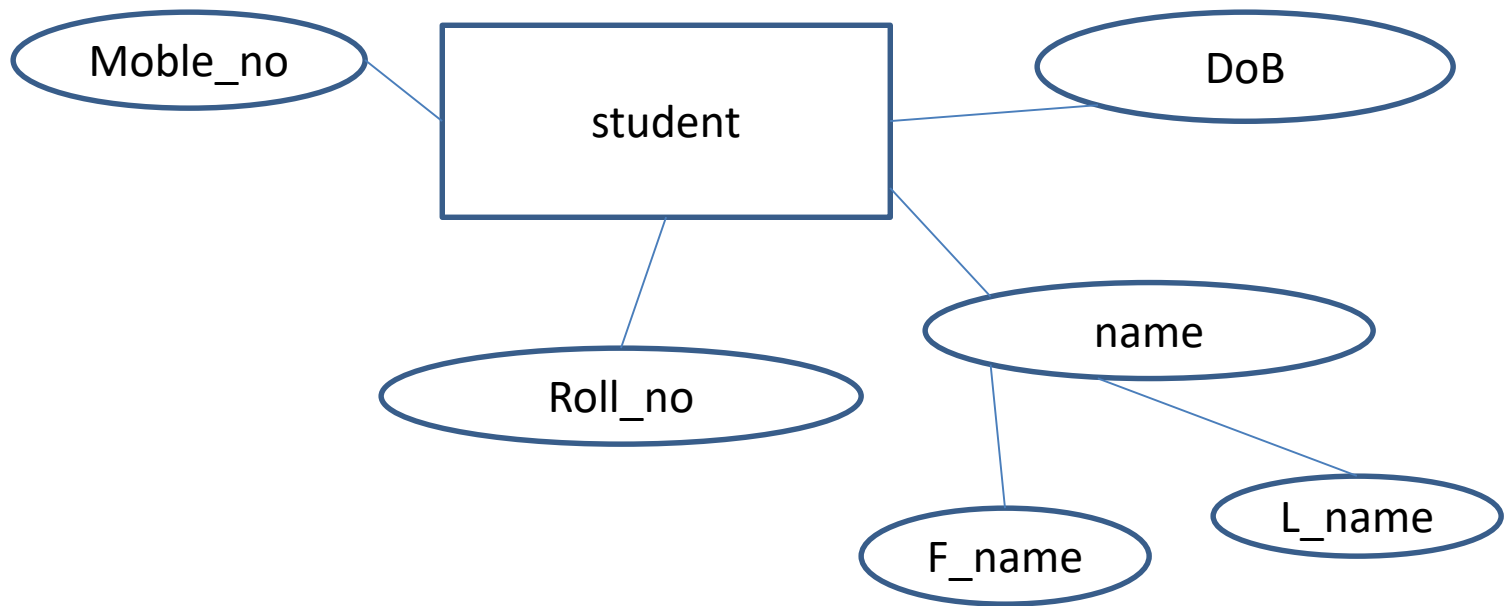 Moble_no
student
DoB
name
Roll_no
L_name
F_name